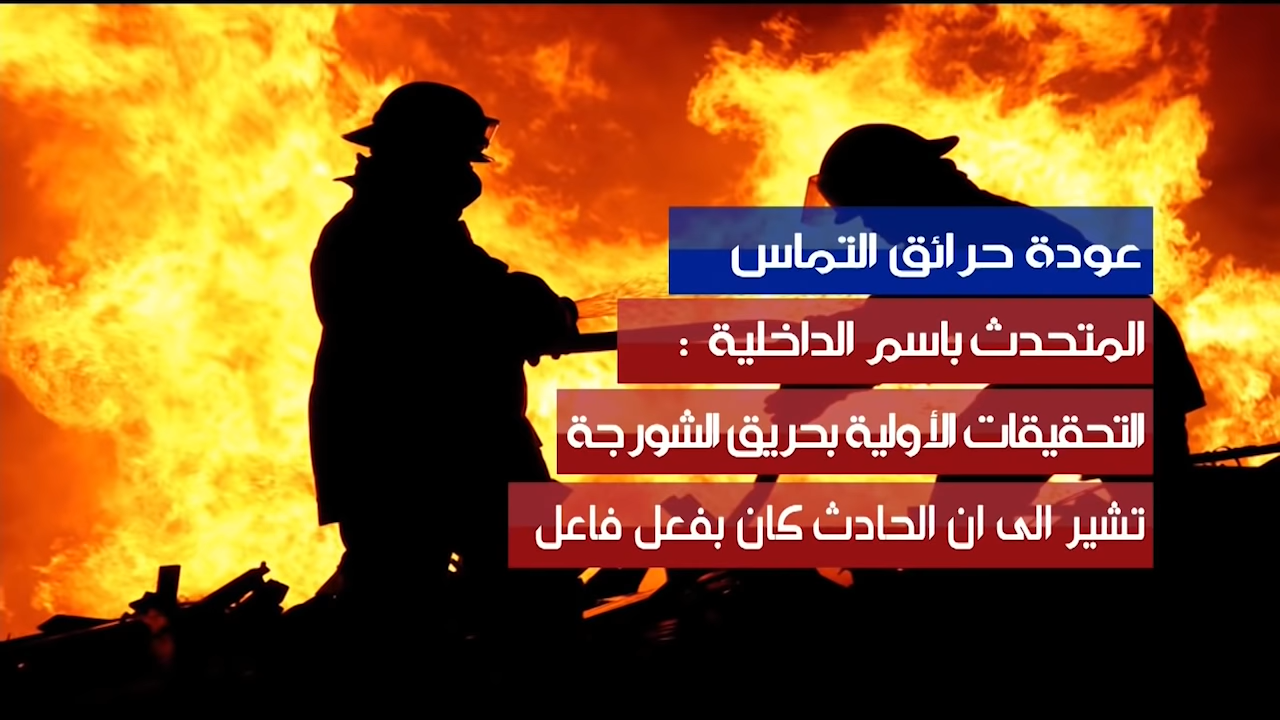 عودة حرائق التماس
المتحدث باسم الداخلية :
التحقيقات الأولية بحريق الشورجة
تشير الى ان الحادث كان بفعل فاعل